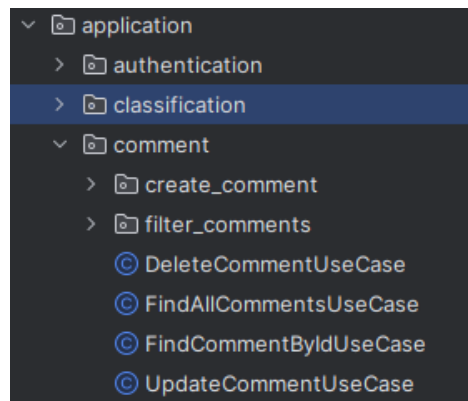 application
authentication
classification
comment
create_comment
filter_comments
DeleteCommentUseCase
FindAllCommentsUseCase
FindCommentByIdUseCase
UpdateCommentUseCase